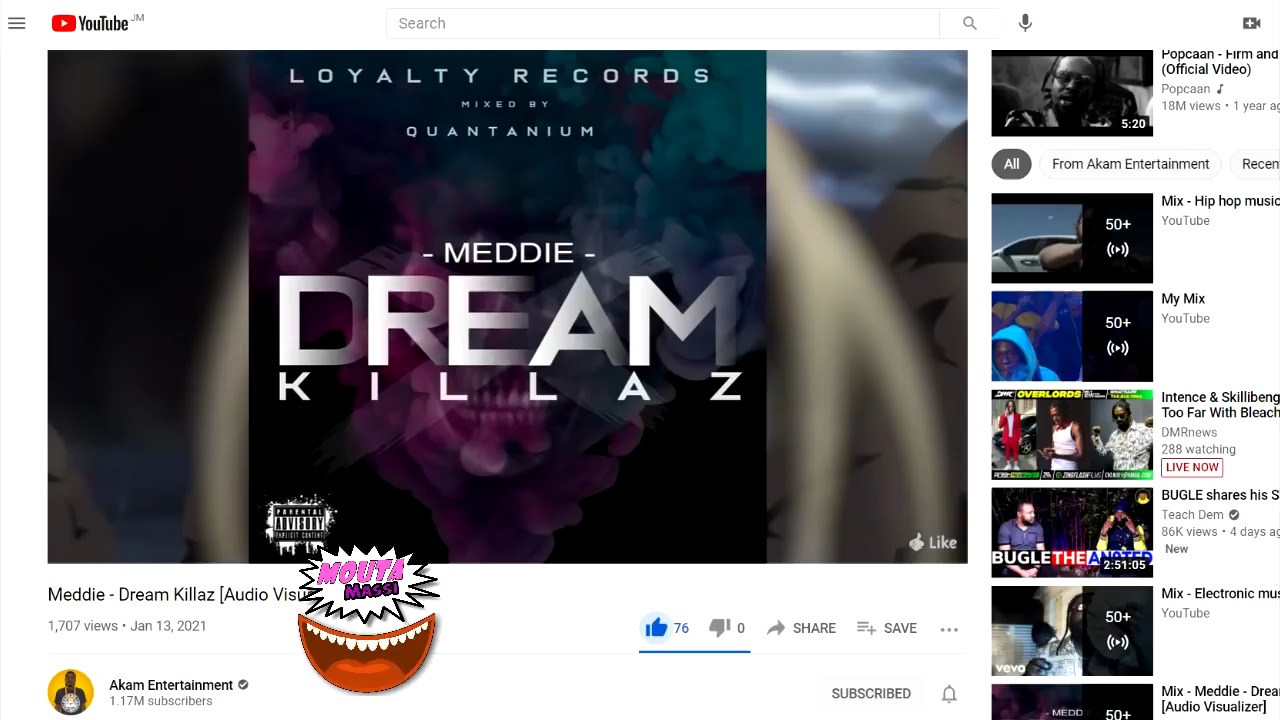 YouTube JM
Search
LOYALTY RECORDS
MIXED BY
QUANTANIUM
- MEDDIE -
DREAM
KILLAZ
PARENTAL
ADVISORY
EXPLICIT CONTENT
Like
MOUTA
MASSI
Meddie - Dream Killaz [Audio Visu
1,707 views • Jan 13, 2021
76
0
SHARE
SAVE
Akam Entertainment
1.17M subscribers
SUBSCRIBED
Popcaan - Firm and
(Official Video)
Popcaan
18M views • 1 year ag
5:20
All
From Akam Entertainment
Recen
Mix - Hip hop music
YouTube
50+
My Mix
YouTube
50+
OVERLORDS
Intence & Skillibeng
Too Far With Bleach
DMRnews
288 watching
LIVE NOW
BUGLE THE ANOTED
2:51:05
BUGLE shares his S
Teach Dem
86K views • 4 days ag
New
vevo
50+
Mix - Electronic mus
YouTube
- MEDD
50+
Mix - Meddie - Drea
[Audio Visualizer]